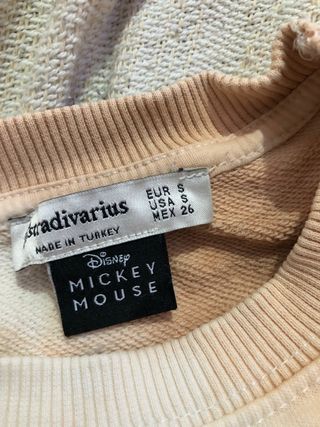 stradivarius
MADE IN TURKEY
EUR S
USA S
MEX 26
Disney
MICKEY
MOUSE